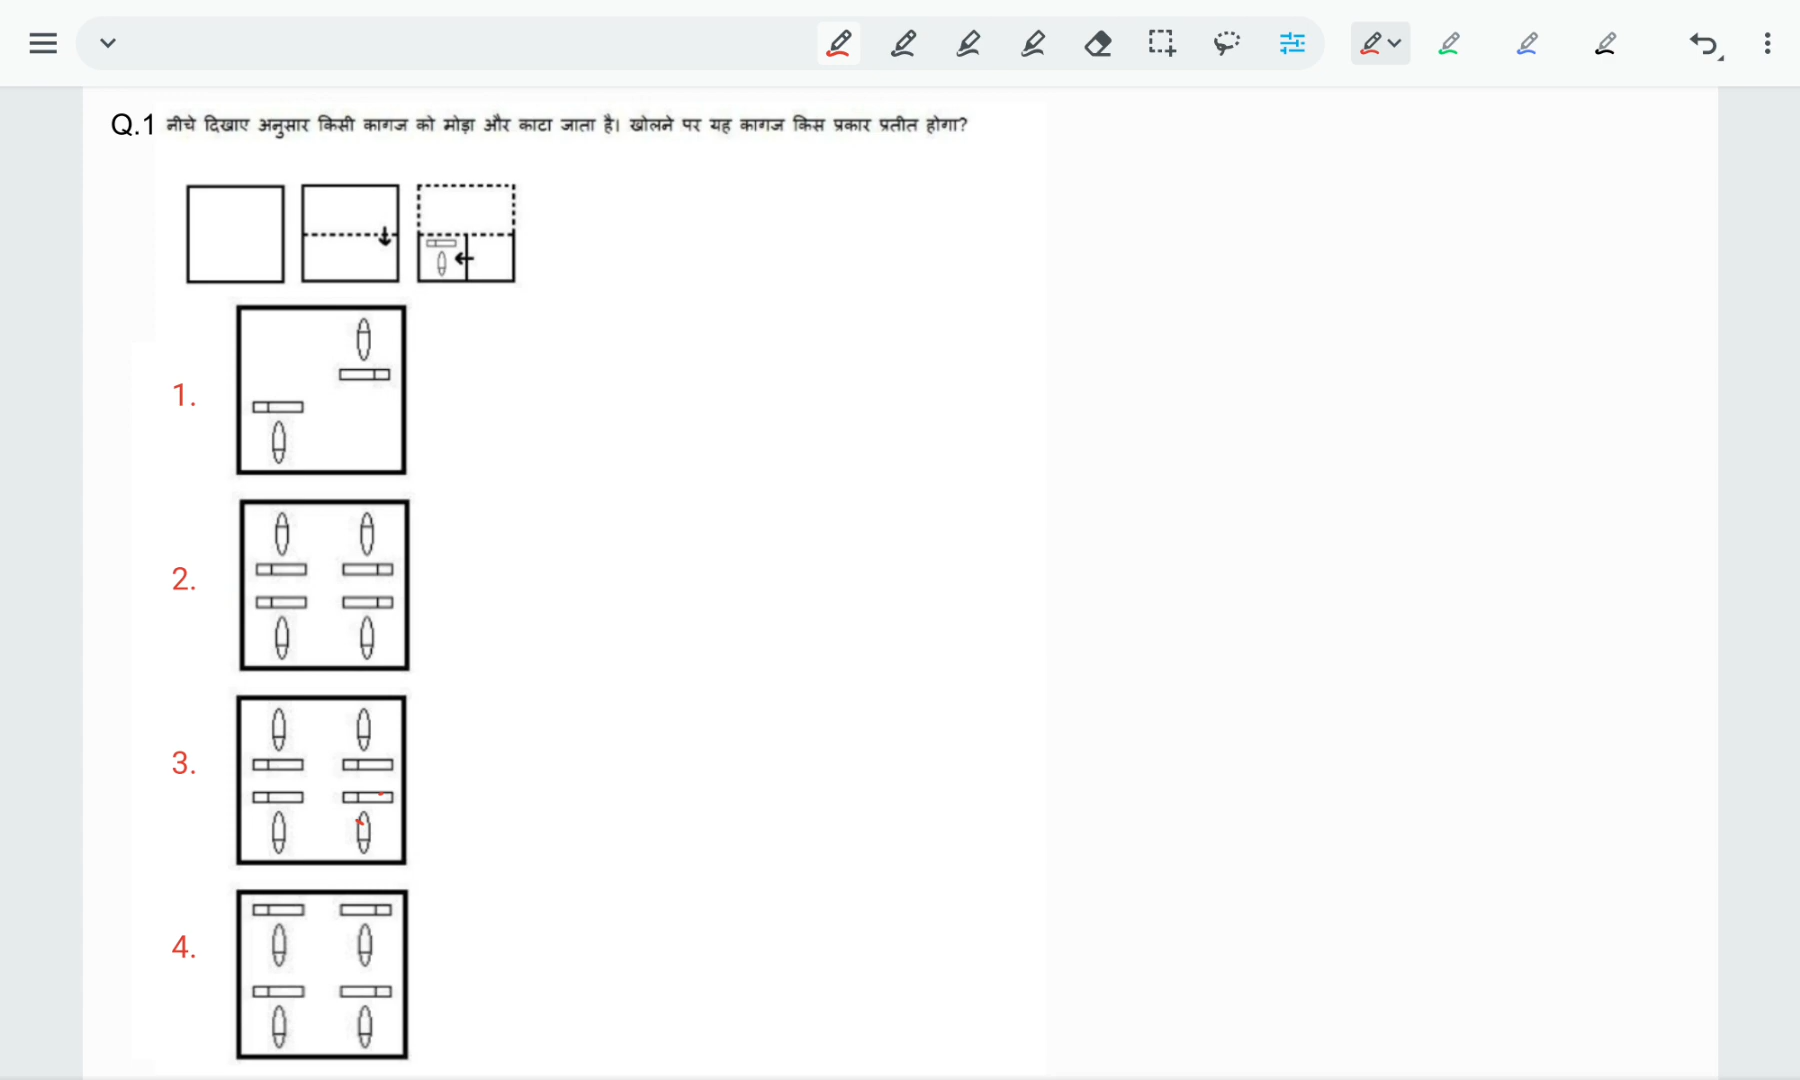 Q.1 नीचे दिखाए अनुसार किसी कागज को मोड़ा और काटा जाता है। खोलने पर यह कागज किस प्रकार प्रतीत होगा?
1.
2.
3.
4.